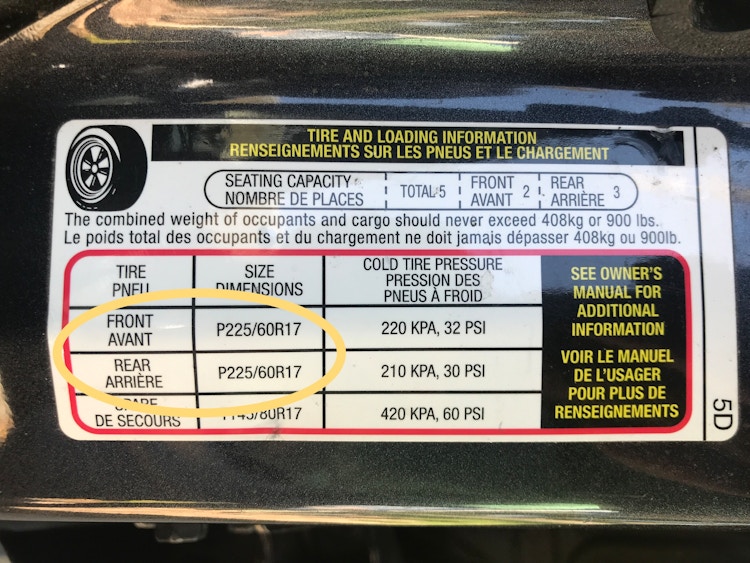 TIRE AND LOADING INFORMATION
RENSEIGNEMENTS SUR LES PNEUS ET LE CHARGEMENT
SEATING CAPACITY
NOMBRE DE PLACES
TOTAL 5
FRONT
AVANT 2
REAR
ARRIÈRE 3
The combined weight of occupants and cargo should never exceed 408kg or 900 lbs.
Le poids total des occupants et du chargement ne doit jamais dépasser 408kg ou 900lb.
TIRE
PNEU
SIZE
DIMENSIONS
COLD TIRE PRESSURE
PRESSION DES
PNEUS À FROID
SEE OWNER'S
MANUAL FOR
ADDITIONAL
INFORMATION
VOIR LE MANUEL
DE L'USAGER
POUR PLUS DE
RENSEIGNEMENTS
FRONT
AVANT
P225/60R17
220 KPA, 32 PSI
REAR
ARRIÈRE
P225/60R17
210 KPA, 30 PSI
SPARE
DE SECOURS
T145/80R17
420 KPA, 60 PSI
5D